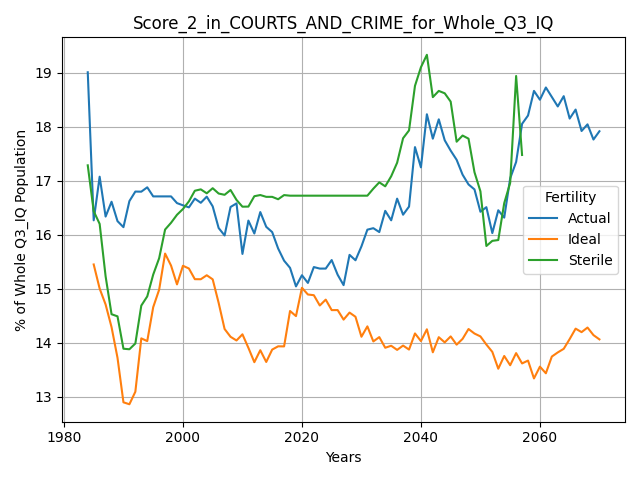 Score_2_in_COURTS_AND_CRIME_for_Whole_Q3_IQ
% of Whole Q3_IQ Population
19
18
17
16
15
14
13
Fertility
Actual
Ideal
Sterile
1980
2000
2020
2040
2060
Years